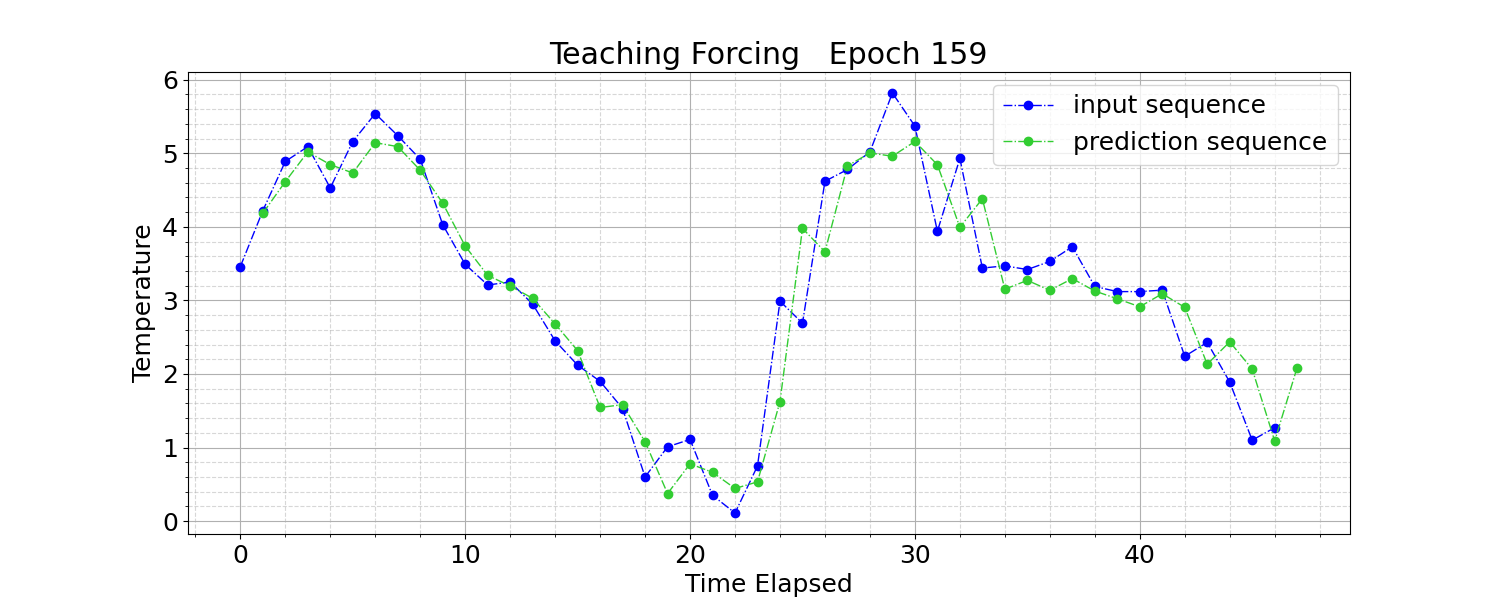 Teaching Forcing   Epoch 159
input sequence
prediction sequence
Temperature
6
5
4
3
2
1
0
0 10 20 30 40
Time Elapsed